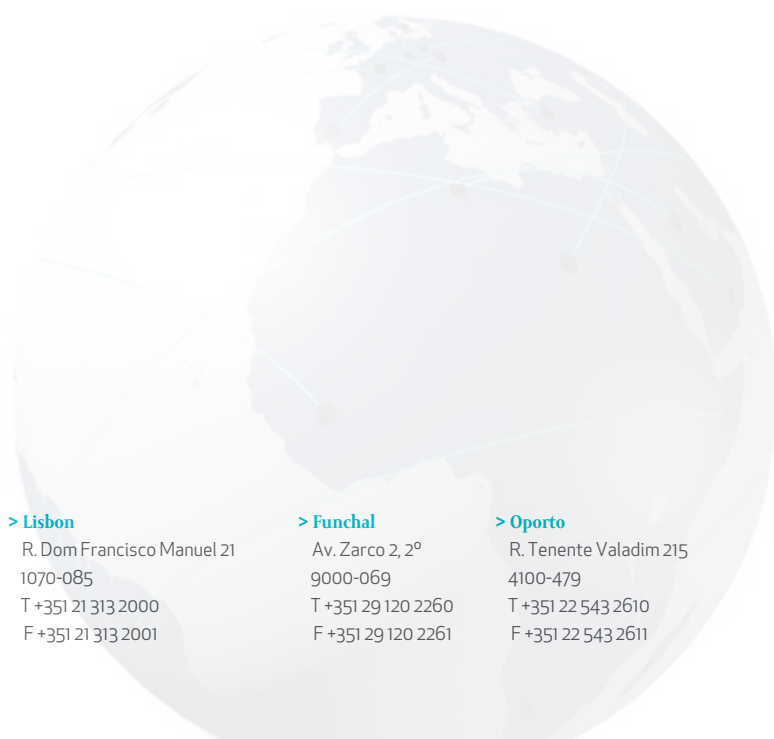 > Lisbon
R. Dom Francisco Manuel 21
1070-085
T +351 21 313 2000
F +351 21 313 2001
> Funchal
Av. Zarco 2, 2º
9000-069
T +351 29 120 2260
F +351 29 120 2261
> Oporto
R. Tenente Valadim 215
4100-479
T +351 22 543 2610
F +351 22 543 2611